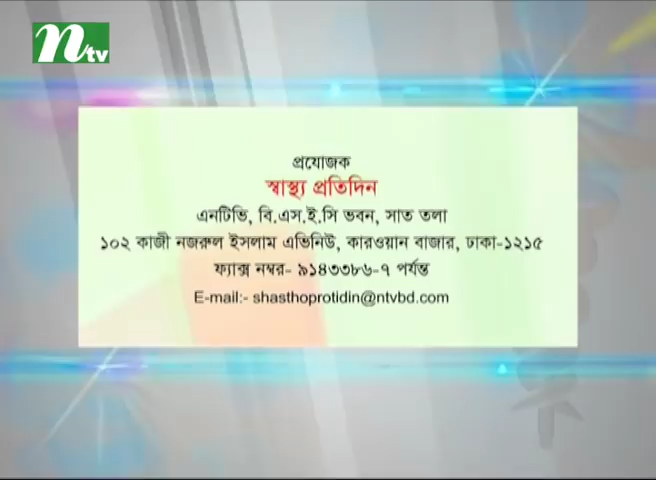 ntv
প্রযোজক
স্বাস্থ্য প্রতিদিন
এনটিভি, বি.এস.ই.সি ভবন, সাত তলা
১০২ কাজী নজরুল ইসলাম এভিনিউ, কারওয়ান বাজার, ঢাকা-১২১৫
ফ্যাক্স নম্বর- ৯১৪৩৩৮৬-৭ পর্যন্ত
E-mail:- shasthoprotidin@ntvbd.com